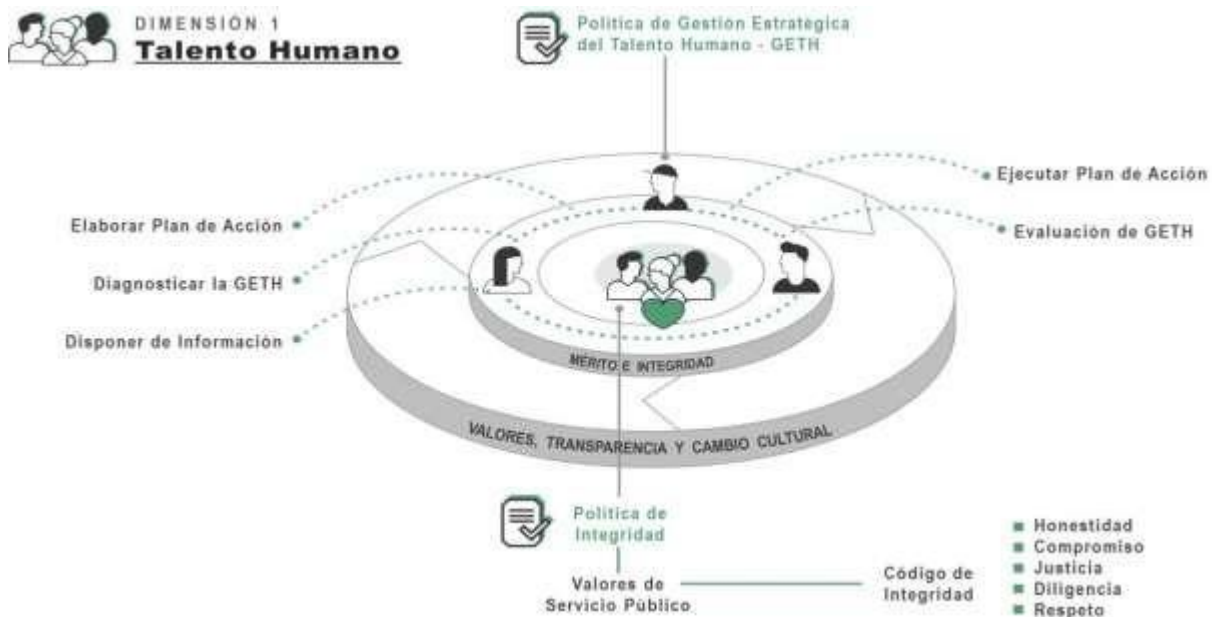 DIMENSIÓN 1
Talento Humano
Política de Gestión Estratégica
del Talento Humano - GETH
Ejecutar Plan de Acción
Elaborar Plan de Acción
Evaluación de GETH
Diagnosticar la GETH
Disponer de Información
MÉRITO E INTEGRIDAD
VALORES, TRANSPARENCIA Y CAMBIO CULTURAL
Política de
Integridad
Valores de
Servicio Público
Código de
Integridad
Honestidad
Compromiso
Justicia
Diligencia
Respeto